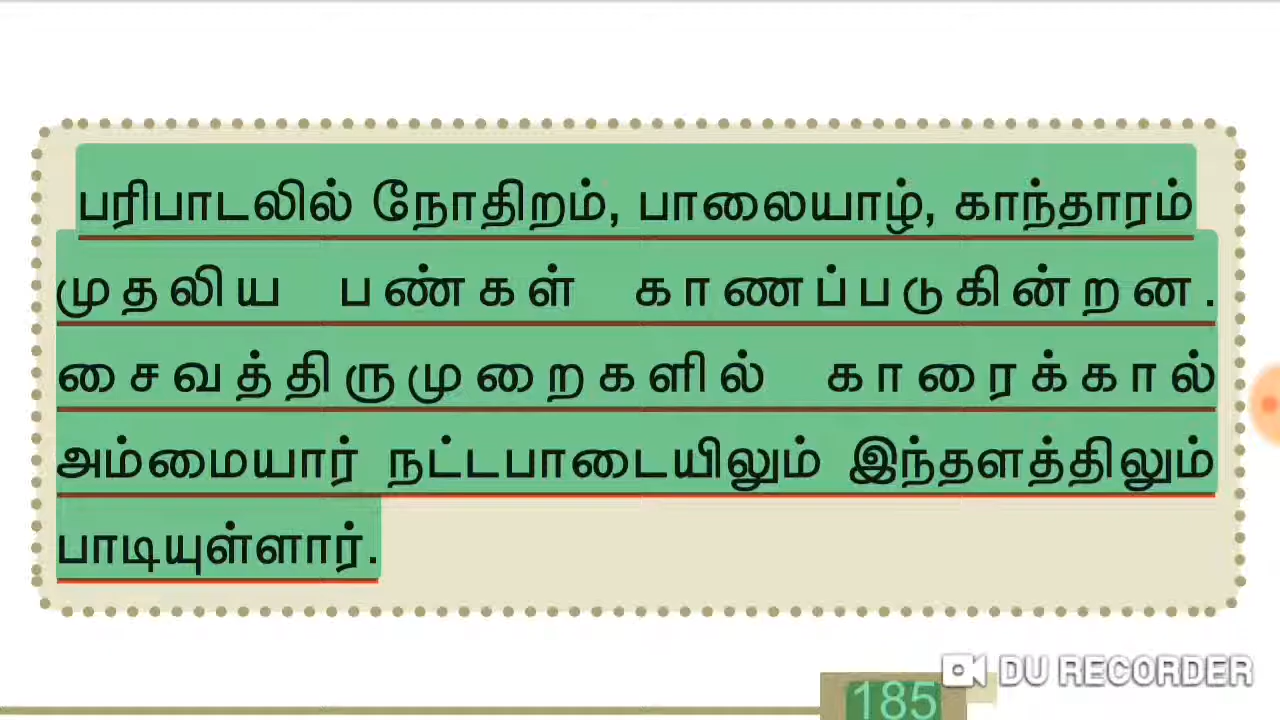 பரிபாடலில் நோதிறம், பாலையாழ், காந்தாரம்
முதலிய பண்கள் காணப்படுகின்றன.
சைவத்திருமுறைகளில் காரைக்கால்
அம்மையார் நட்டபாடையிலும் இந்தளத்திலும்
பாடியுள்ளார்.
DU RECORDER
185